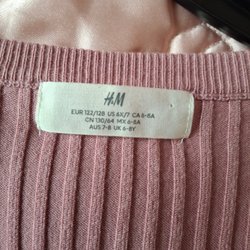 H&M
EUR 122/128 US 6X/7 CA 6-8A
CN 130/64 MX 6-8A
AUS 7-8 UK 6-8Y